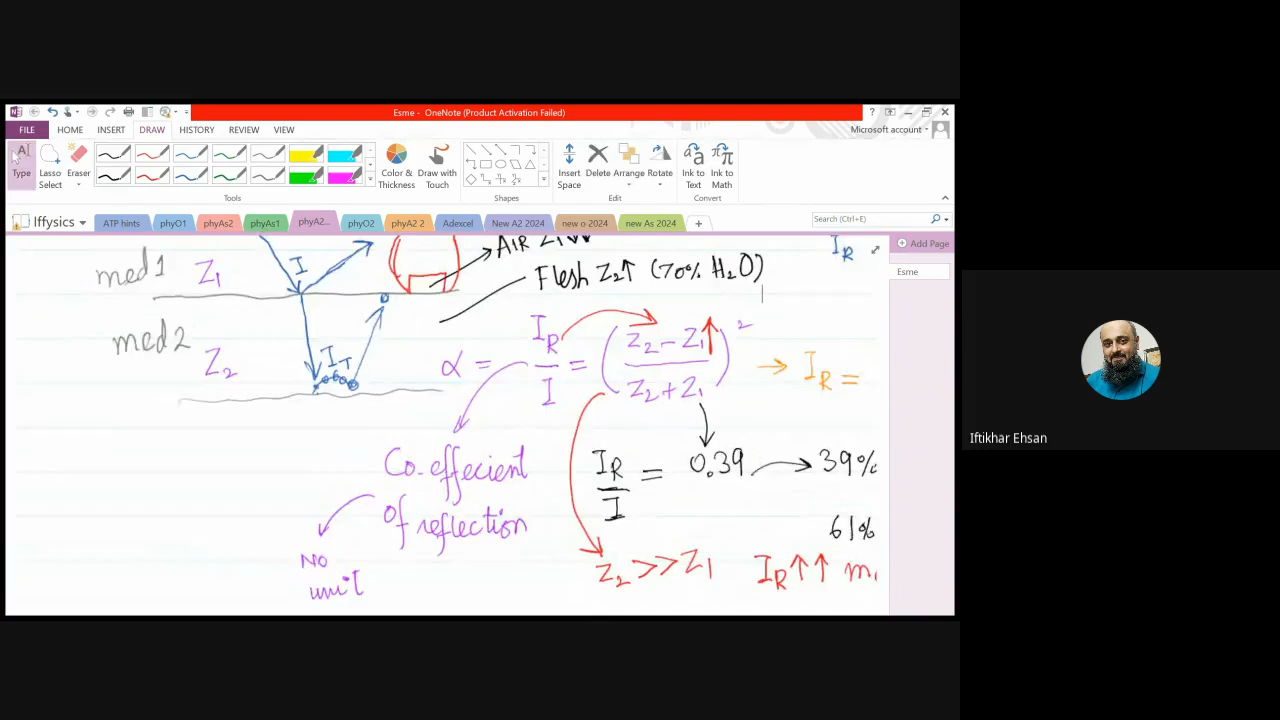 Esme - OneNote (Product Activation Failed)
FILE HOME INSERT DRAW HISTORY REVIEW VIEW
Microsoft account
Type
Lasso Select
Eraser
Color & Thickness
Draw with Touch
Insert Space
Delete
Arrange
Rotate
Ink to Text
Ink to Math
Tools
Shapes
Edit
Convert
Iffysics
ATP hints phyO1 phyAs2 phyAs1 phyA2... phyO2 phyA2 2 Adexcel New A2 2024 new o 2024 new As 2024 +
Search (Ctrl+E)
Add Page
Esme
AIR Z₁↓↓
I_R
med1 Z₁ I
Flesh Z₂↑ (70% H₂O)
med2 Z₂ I_T
α = I_R/I = ((Z₂-Z₁)/(Z₂+Z₁))² → I_R =
Co-effecient
Of reflection
No
unit
I_R/I = 0.39 → 39%
61%
Z₂ >> Z₁ I_R↑↑
Iftikhar Ehsan